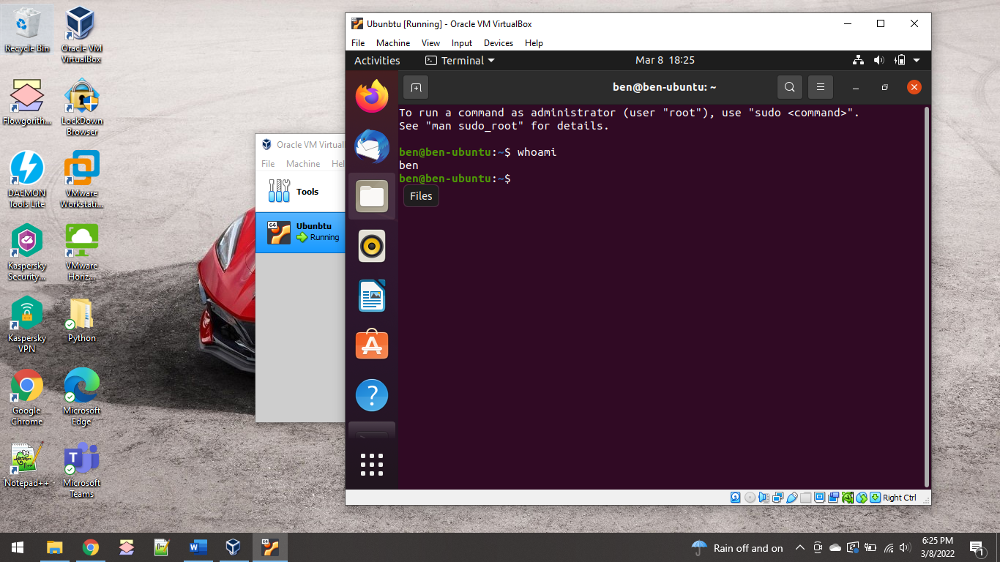 Recycle Bin
Oracle VM
VirtualBox
Flowgorith...
LockDown
Browser
DAEMON
Tools Lite
VMware
Workstati...
Kaspersky
Security...
VMware
Horiz...
Kaspersky
VPN
Python
Google
Chrome
Microsoft
Edge
Notepad++
Microsoft
Teams
Oracle VM Virtual
File Machine Hel
Tools
64
Ubunbtu
Running
Ubunbtu [Running] - Oracle VM VirtualBox
File Machine View Input Devices Help
Activities Terminal Mar 8 18:25
ben@ben-ubuntu: ~
To run a command as administrator (user "root"), use "sudo <command>".
See "man sudo_root" for details.
ben@ben-ubuntu:~$ whoami
ben
ben@ben-ubuntu:~$
Files
Right Ctrl
Rain off and on
6:25 PM
3/8/2022
1